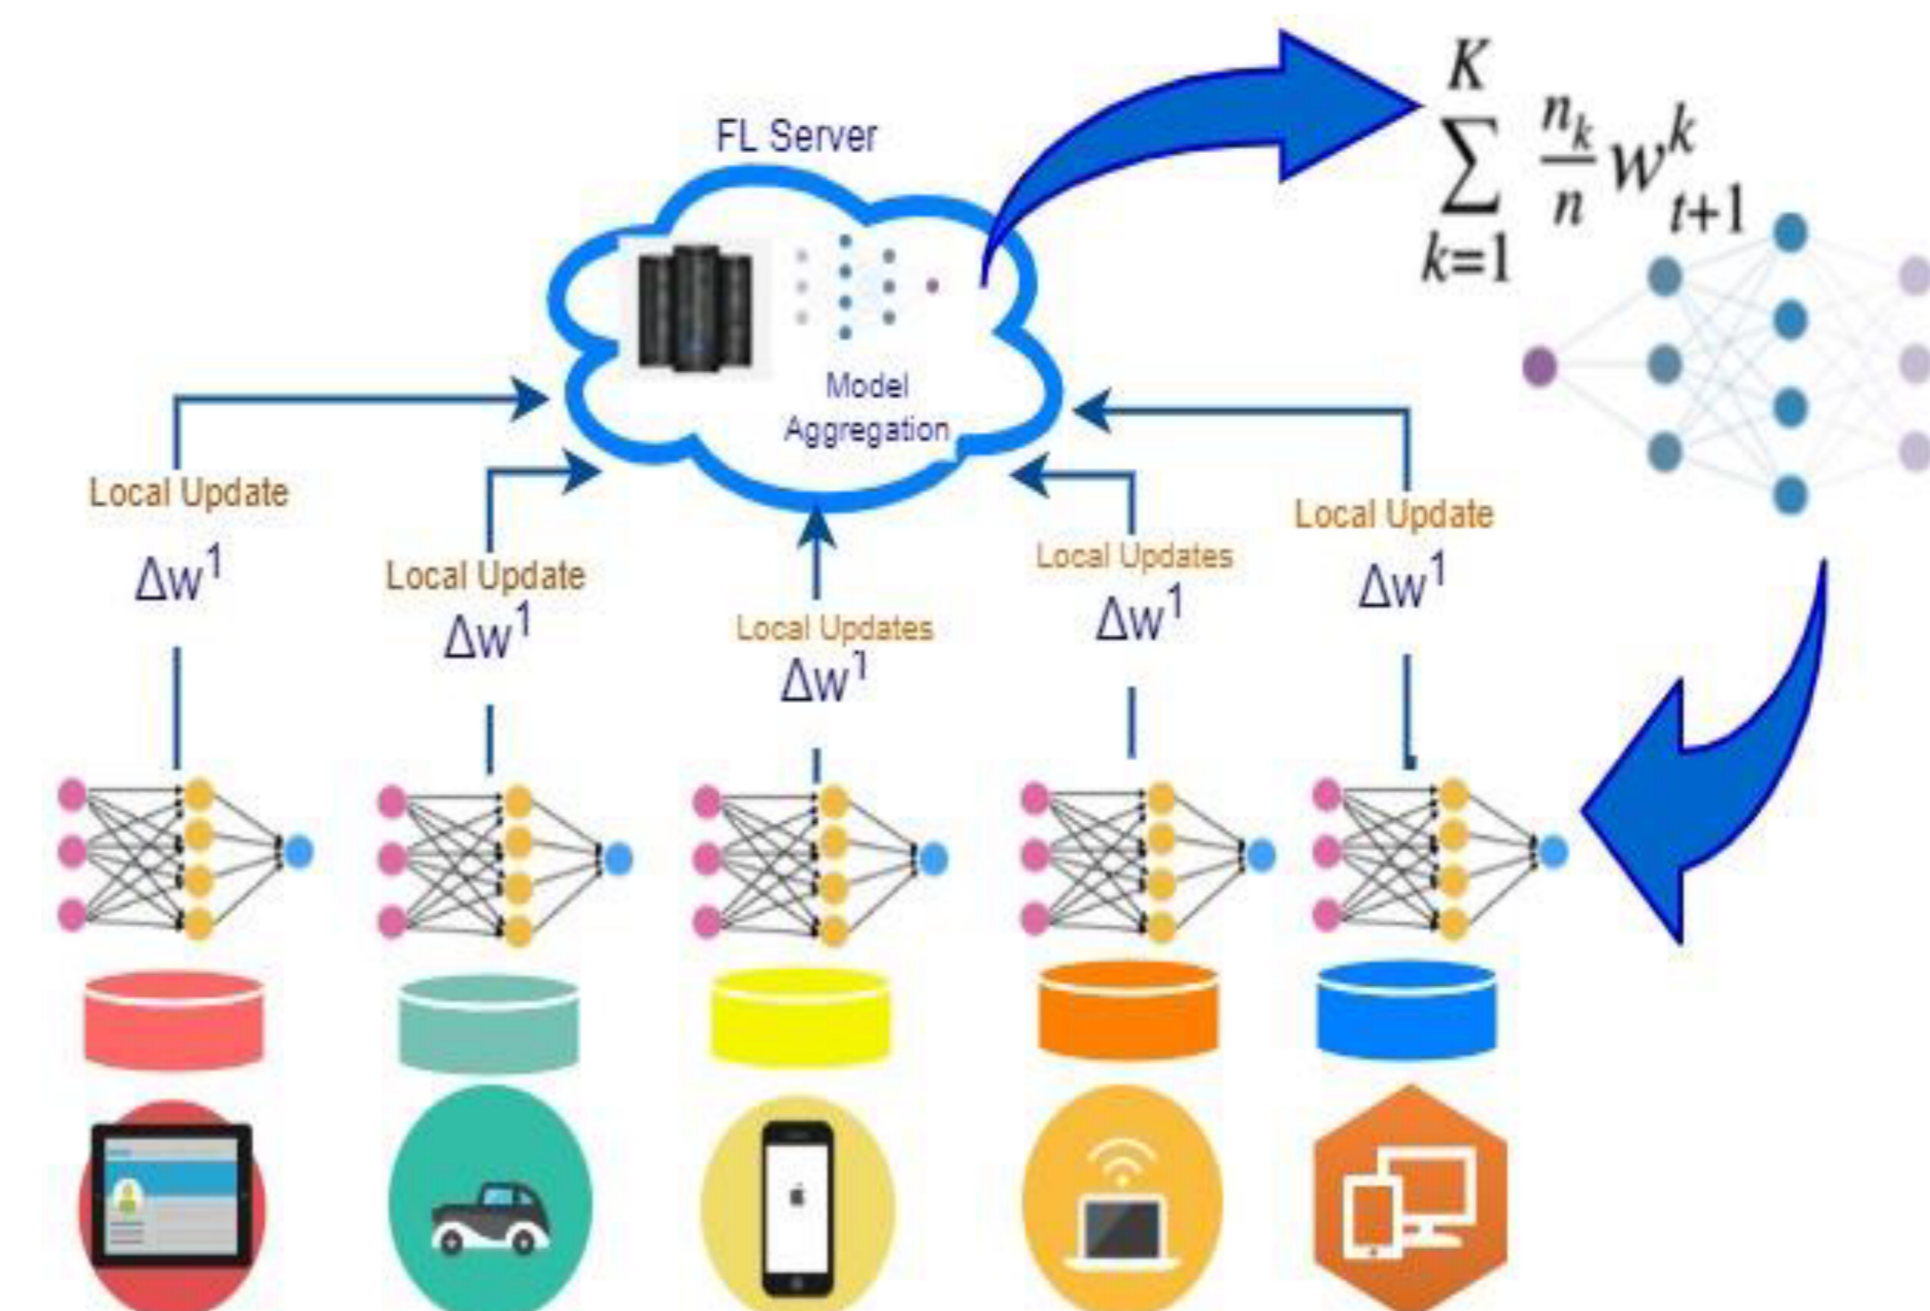 FL Server
K
∑ n_k/n w^k_{t+1}
k=1
Model
Aggregation
Local Update
Δw¹
Local Update
Δw¹
Local Updates
Δw¹
Local Updates
Δw¹
Local Update
Δw¹